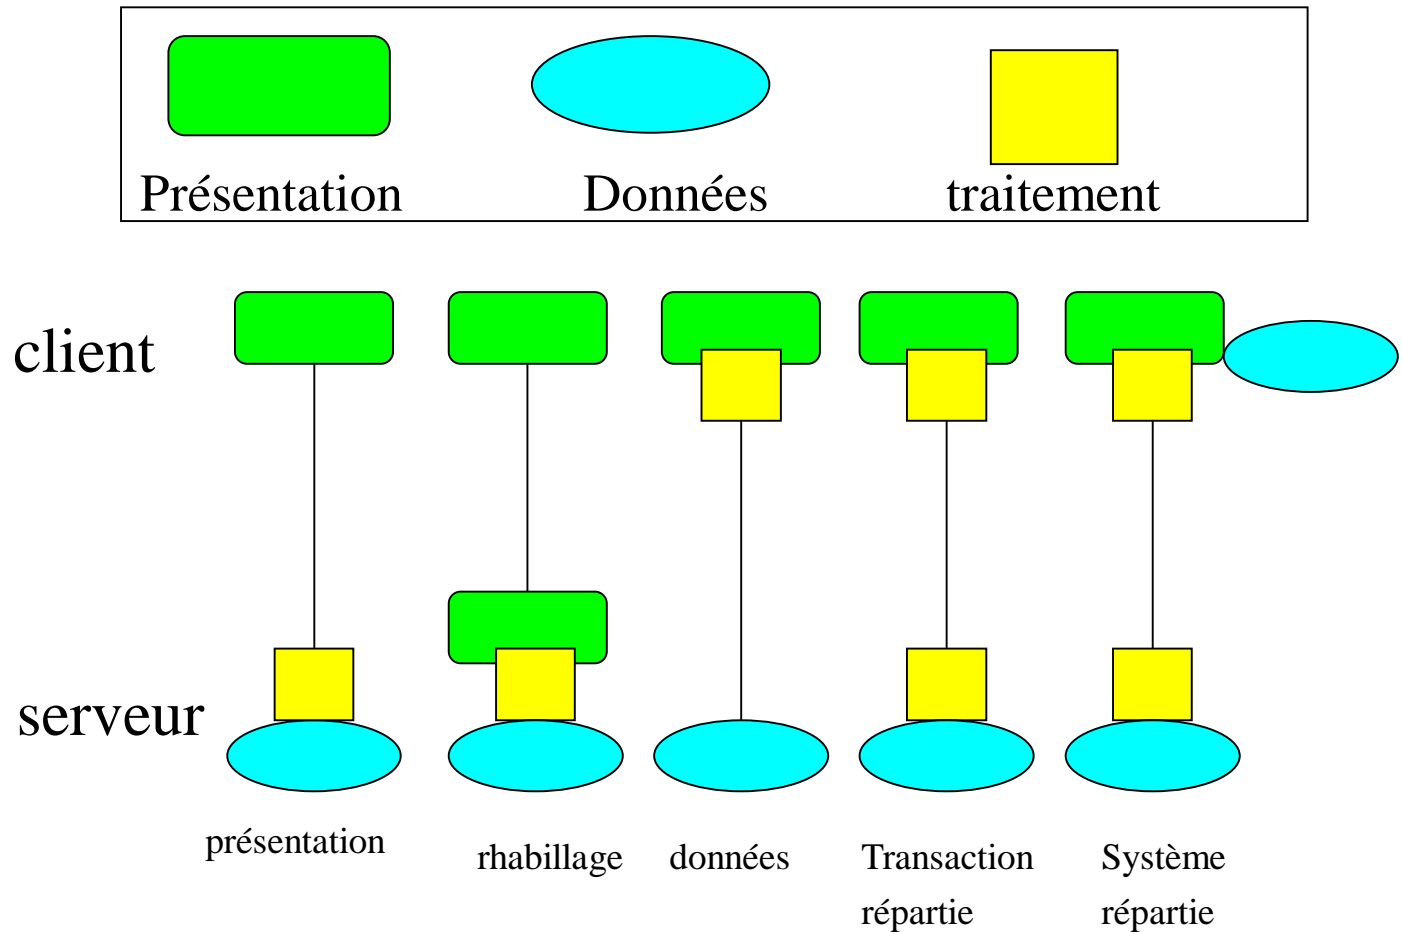 Présentation
Données
traitement
client
serveur
présentation
rhabillage
données
Transaction
répartie
Système
répartie